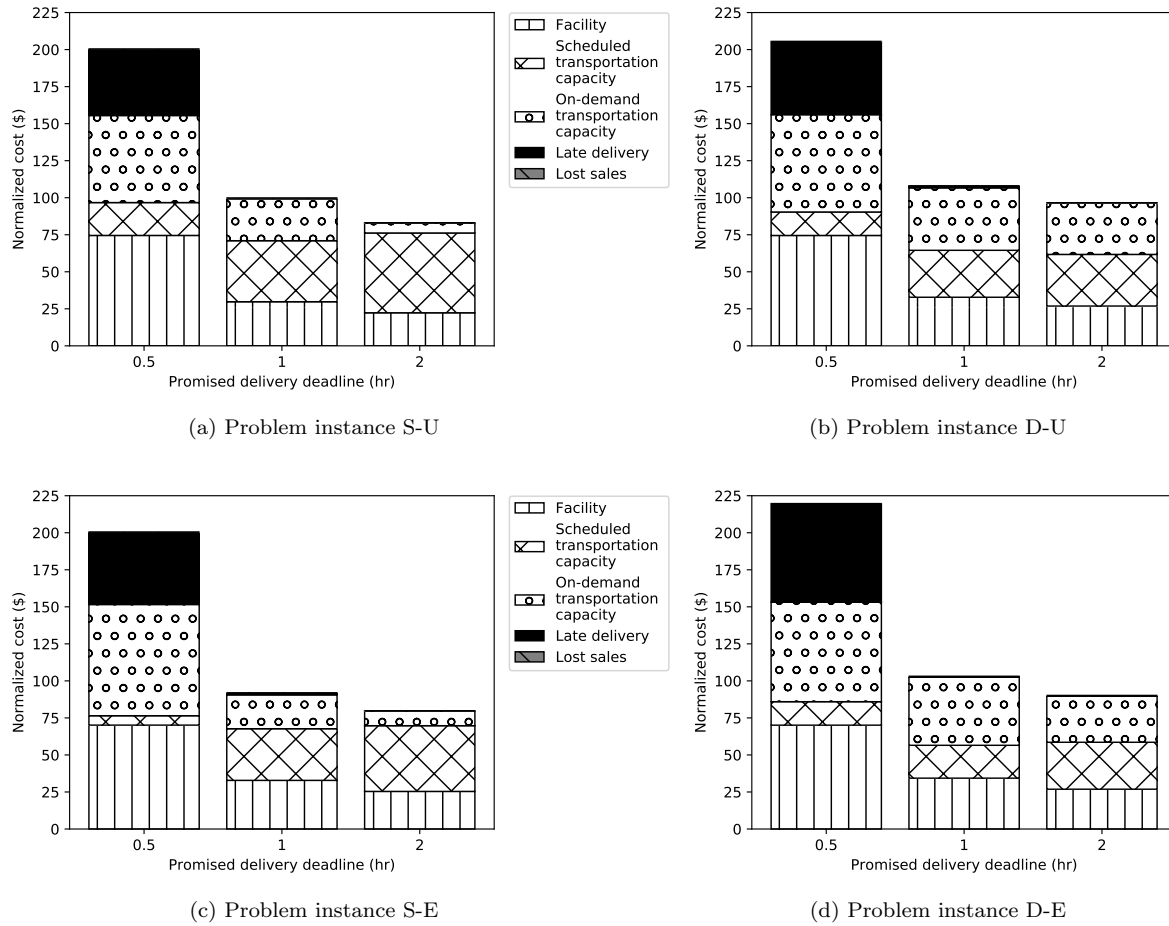 225
200
175
150
125
100
75
50
25
0
Normalized cost ($)
0.5
1
2
Promised delivery deadline (hr)
Facility
Scheduled
transportation
capacity
On-demand
transportation
capacity
Late delivery
Lost sales
(a) Problem instance S-U
225
200
175
150
125
100
75
50
25
0
Normalized cost ($)
0.5
1
2
Promised delivery deadline (hr)
(b) Problem instance D-U
225
200
175
150
125
100
75
50
25
0
Normalized cost ($)
0.5
1
2
Promised delivery deadline (hr)
Facility
Scheduled
transportation
capacity
On-demand
transportation
capacity
Late delivery
Lost sales
(c) Problem instance S-E
225
200
175
150
125
100
75
50
25
0
Normalized cost ($)
0.5
1
2
Promised delivery deadline (hr)
(d) Problem instance D-E